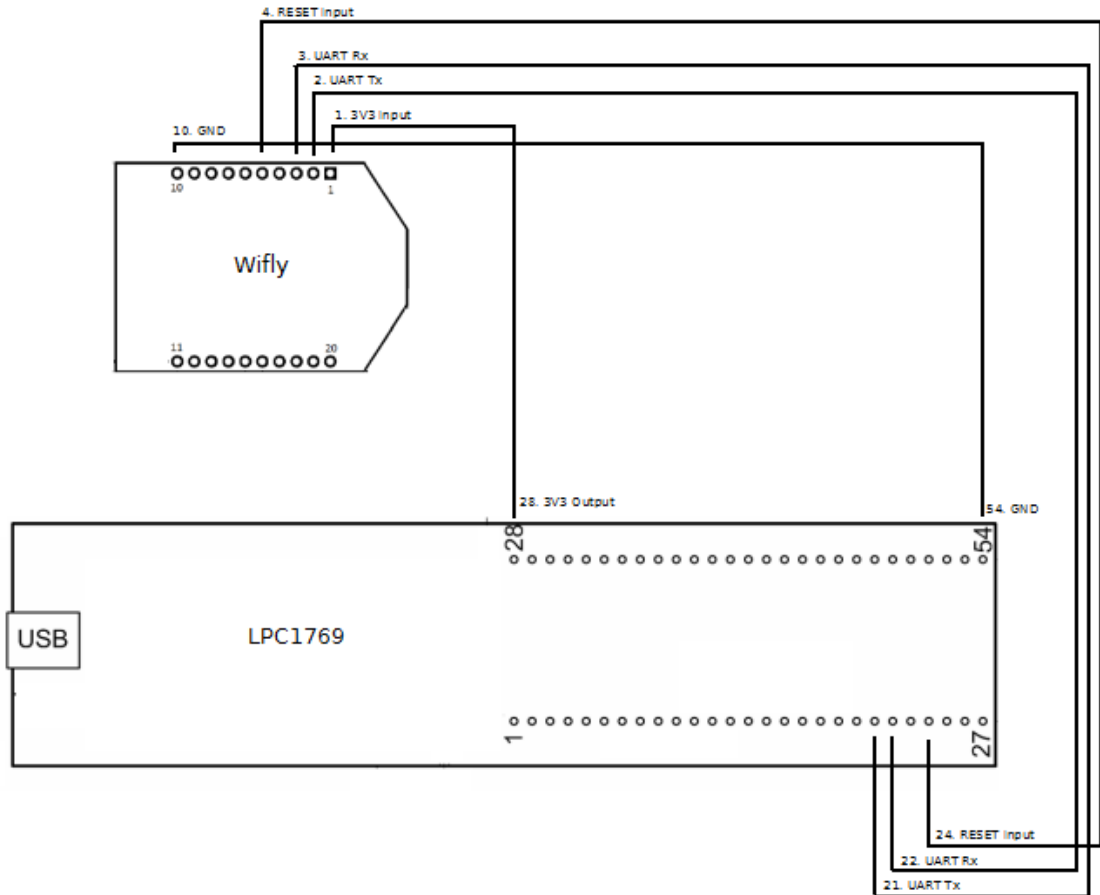 4. RESET Input
3. UART Rx
2. UART Tx
1. 3V3 Input
10. GND
10
1
Wifly
11
20
28. 3V3 Output
54. GND
28
54
USB
LPC1769
1
27
24. RESET Input
22. UART Rx
21. UART Tx